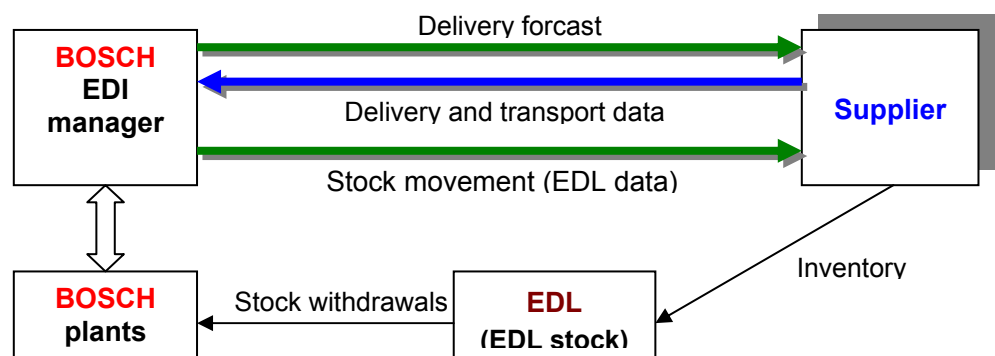 Delivery forcast
BOSCH
EDI
manager
Delivery and transport data
Supplier
Stock movement (EDL data)
Inventory
BOSCH
plants
Stock withdrawals
EDL
(EDL stock)